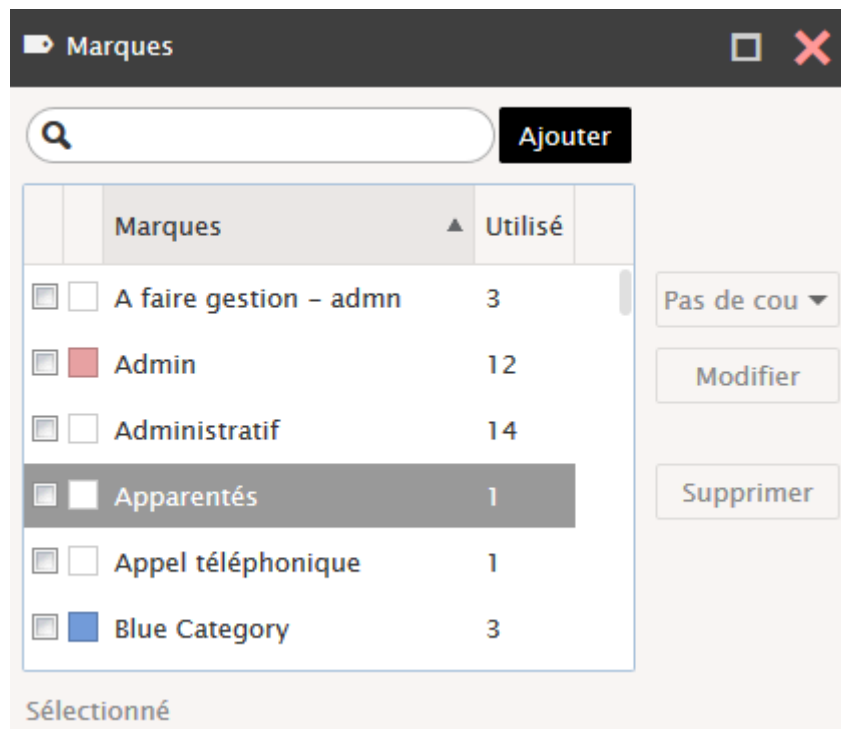 Marques
Ajouter
Marques Utilisé
A faire gestion – admn 3
Pas de cou
Admin 12
Modifier
Administratif 14
Apparentés 1
Supprimer
Appel téléphonique 1
Blue Category 3
Sélectionné